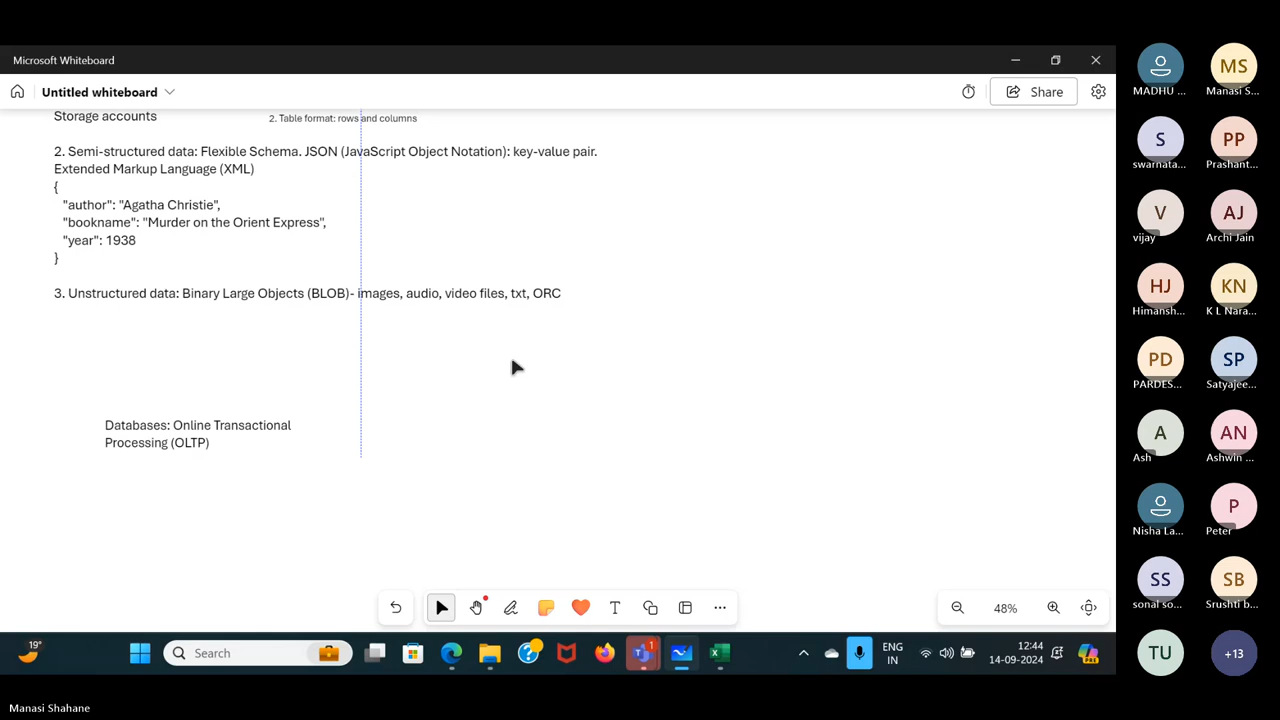 Microsoft Whiteboard
Untitled whiteboard
Share
Storage accounts
2. Table format: rows and columns
2. Semi-structured data: Flexible Schema. JSON (JavaScript Object Notation): key-value pair.
Extended Markup Language (XML)
{
"author": "Agatha Christie",
"bookname": "Murder on the Orient Express",
"year": 1938
}
3. Unstructured data: Binary Large Objects (BLOB)- images, audio, video files, txt, ORC
Databases: Online Transactional
Processing (OLTP)
T
48%
19°
Search
1
PRE
ENG
IN
12:44
14-09-2024
MADHU ...
MS
Manasi S...
S
swarnata...
PP
Prashant...
V
vijay
AJ
Archi Jain
HJ
Himansh...
KN
K L Nara...
PD
PARDES...
SP
Satyajee...
A
Ash
AN
Ashwin ...
Nisha La...
P
Peter
SS
sonal so...
SB
Srushti b...
TU
+13
Manasi Shahane